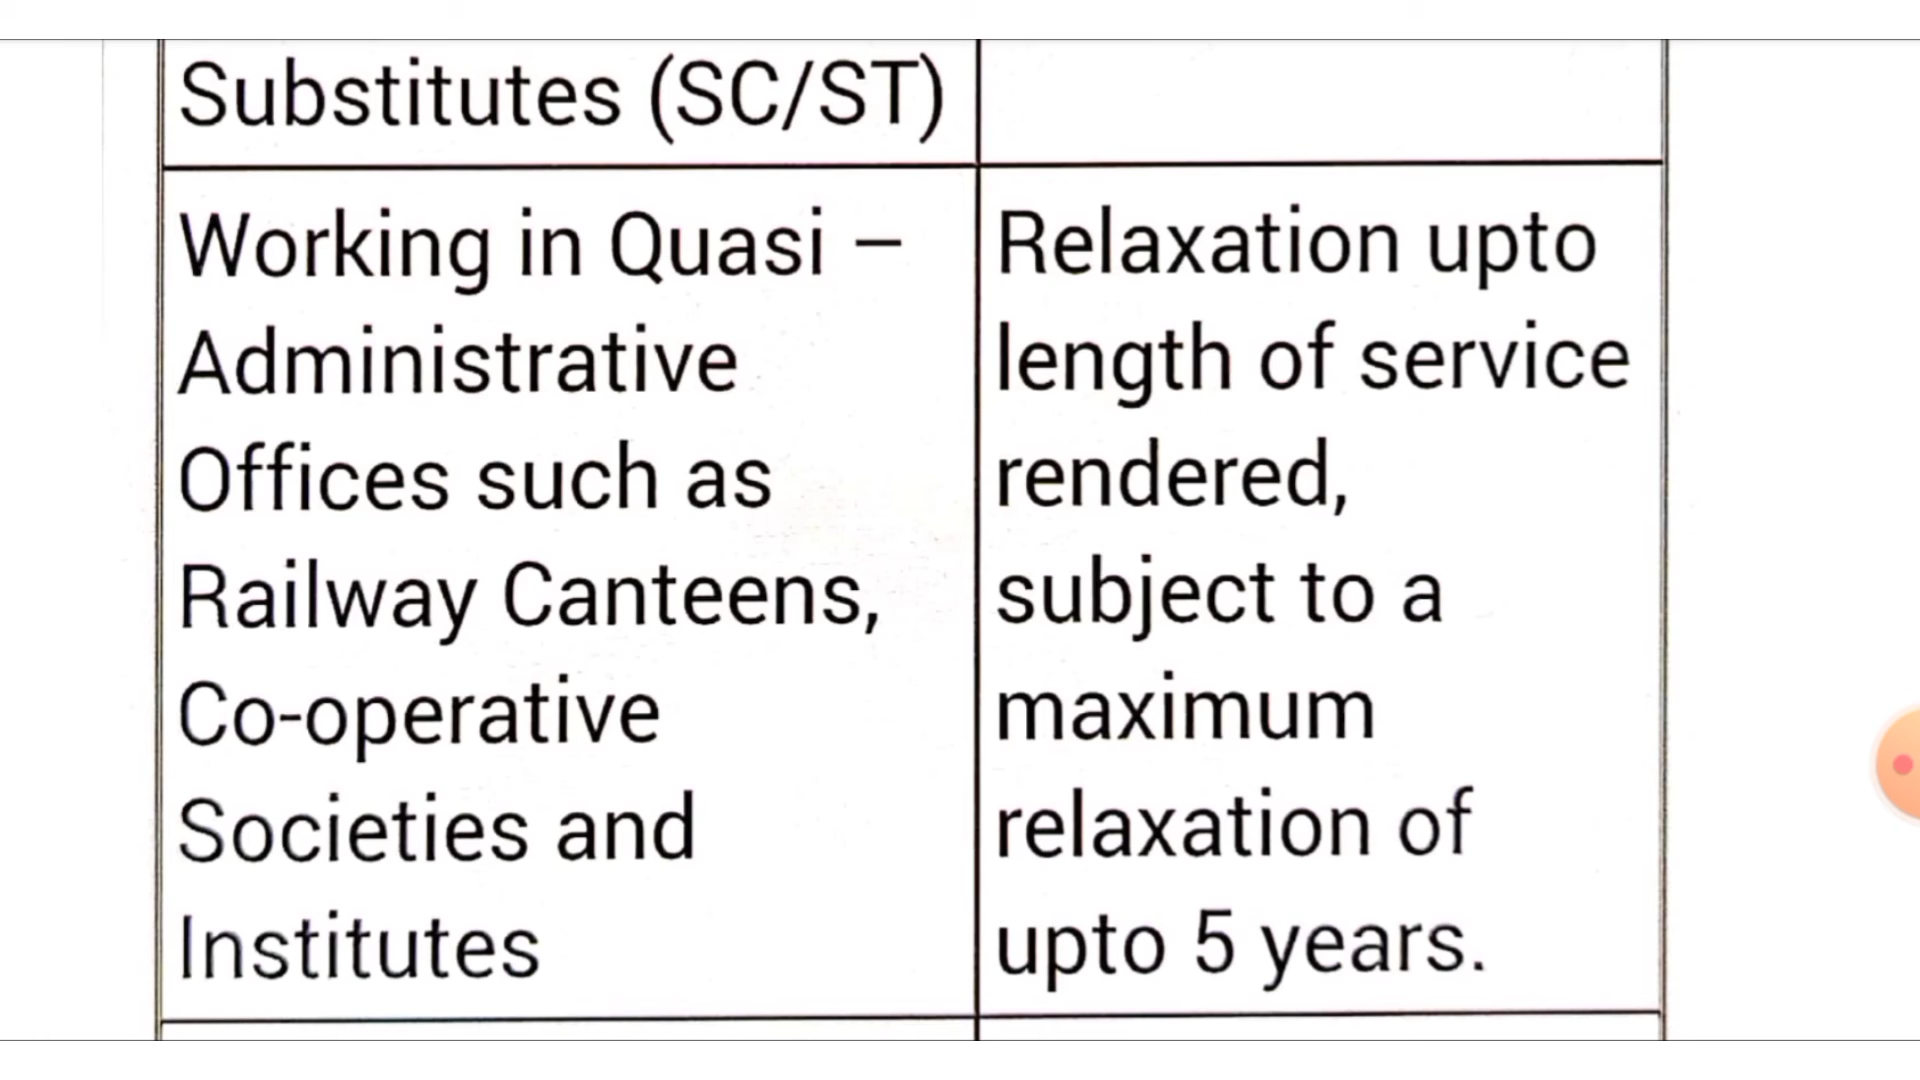 Substitutes (SC/ST)
Working in Quasi –
Administrative
Offices such as
Railway Canteens,
Co-operative
Societies and
Institutes
Relaxation upto
length of service
rendered,
subject to a
maximum
relaxation of
upto 5 years.